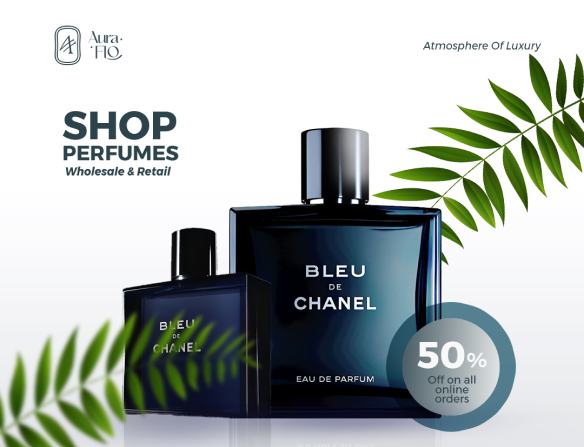 Aura
FLO
Atmosphere Of Luxury
SHOP
PERFUMES
Wholesale & Retail
BLEU
DE
CHANEL
EAU DE PARFUM
BLEU
DE
CHANEL
50%
Off on all
online
orders